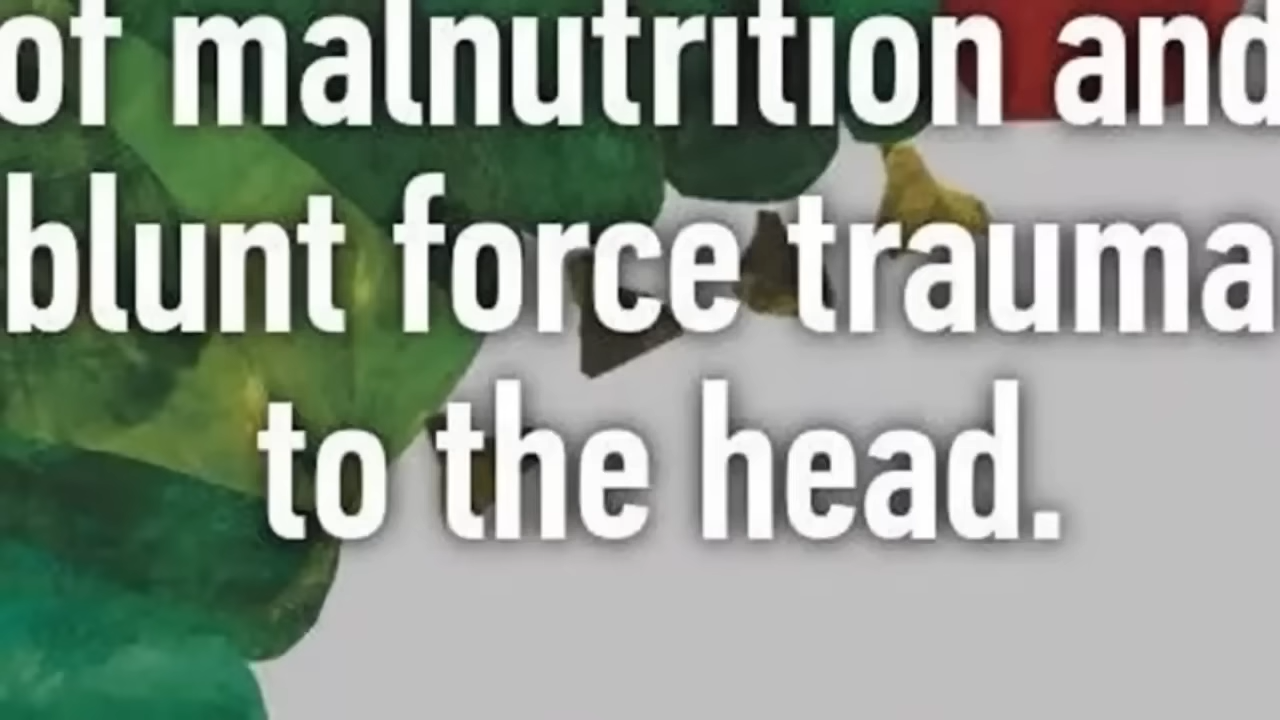 of malnutrition and
blunt force trauma
to the head.